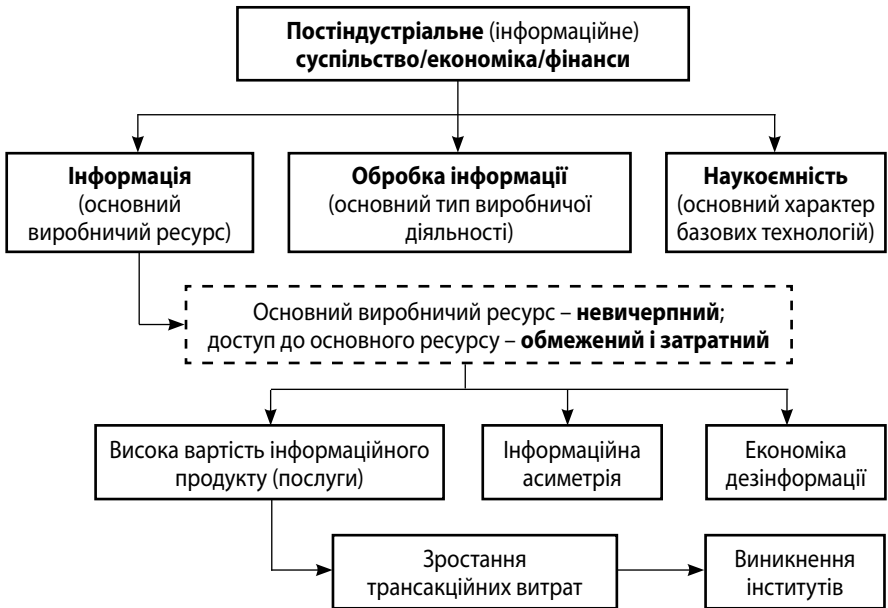 Постіндустріальне (інформаційне)
суспільство/економіка/фінанси
Інформація
(основний
виробничий ресурс)
Обробка інформації
(основний тип виробничої
діяльності)
Наукоємність
(основний характер
базових технологій)
Основний виробничий ресурс – невичерпний;
доступ до основного ресурсу – обмежений і затратний
Висока вартість інформаційного
продукту (послуги)
Інформаційна
асиметрія
Економіка
дезінформації
Зростання
трансакційних витрат
Виникнення
інститутів